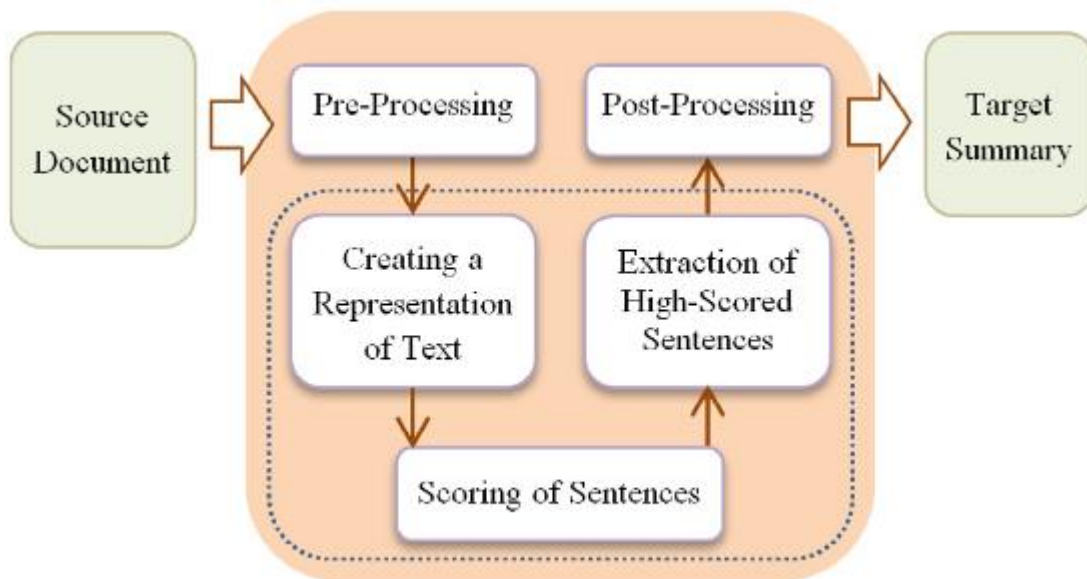 Source
Document
Pre-Processing
Post-Processing
Target
Summary
Creating a
Representation
of Text
Extraction of
High-Scored
Sentences
Scoring of Sentences